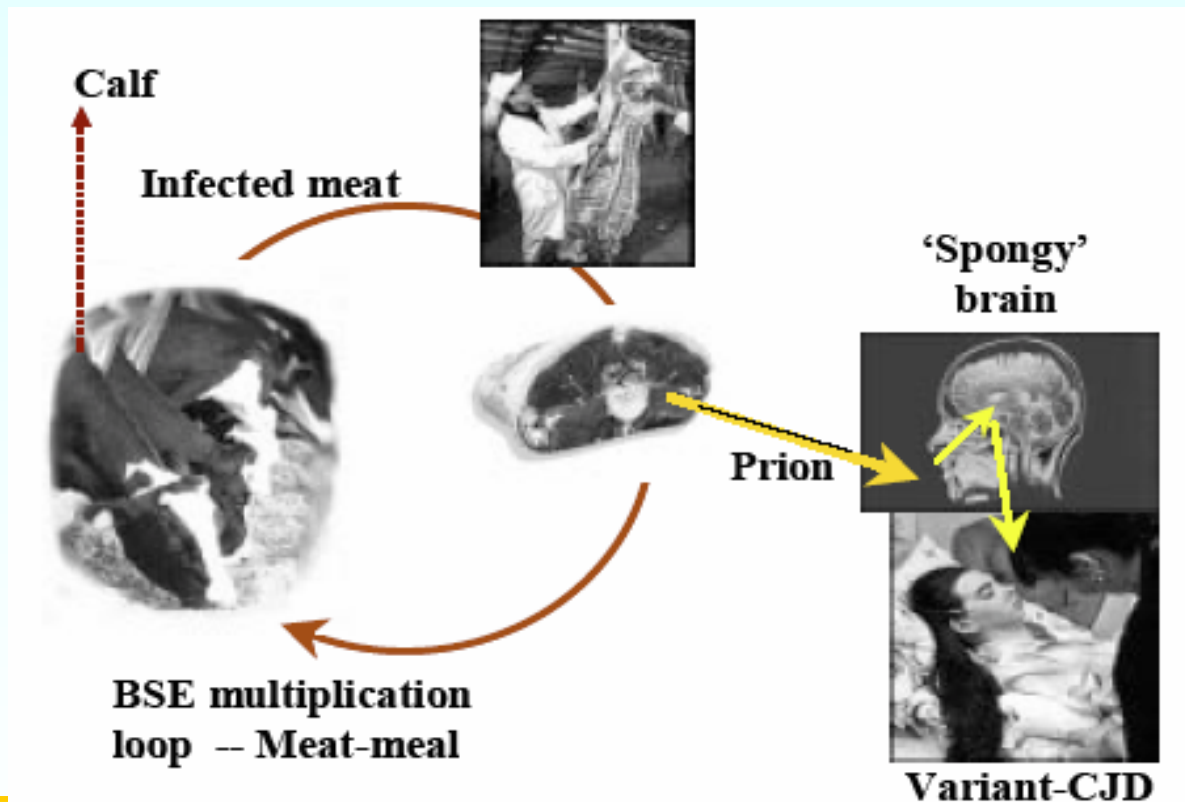 Calf
Infected meat
‘Spongy’
brain
Prion
BSE multiplication
loop -- Meat-meal
Variant-CJD